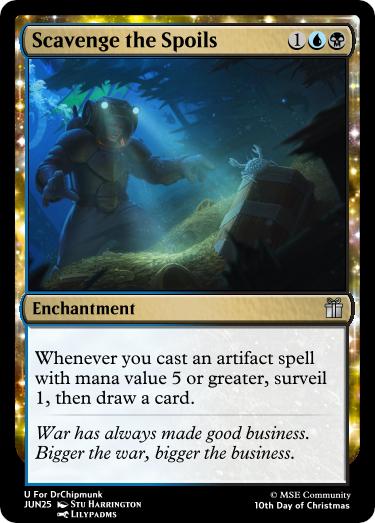 Scavenge the Spoils 1
Enchantment
Whenever you cast an artifact spell
with mana value 5 or greater, surveil
1, then draw a card.
War has always made good business.
Bigger the war, bigger the business.
U For DrChipmunk
JUN25 Stu Harrington
Lilypadms
© MSE Community
10th Day of Christmas